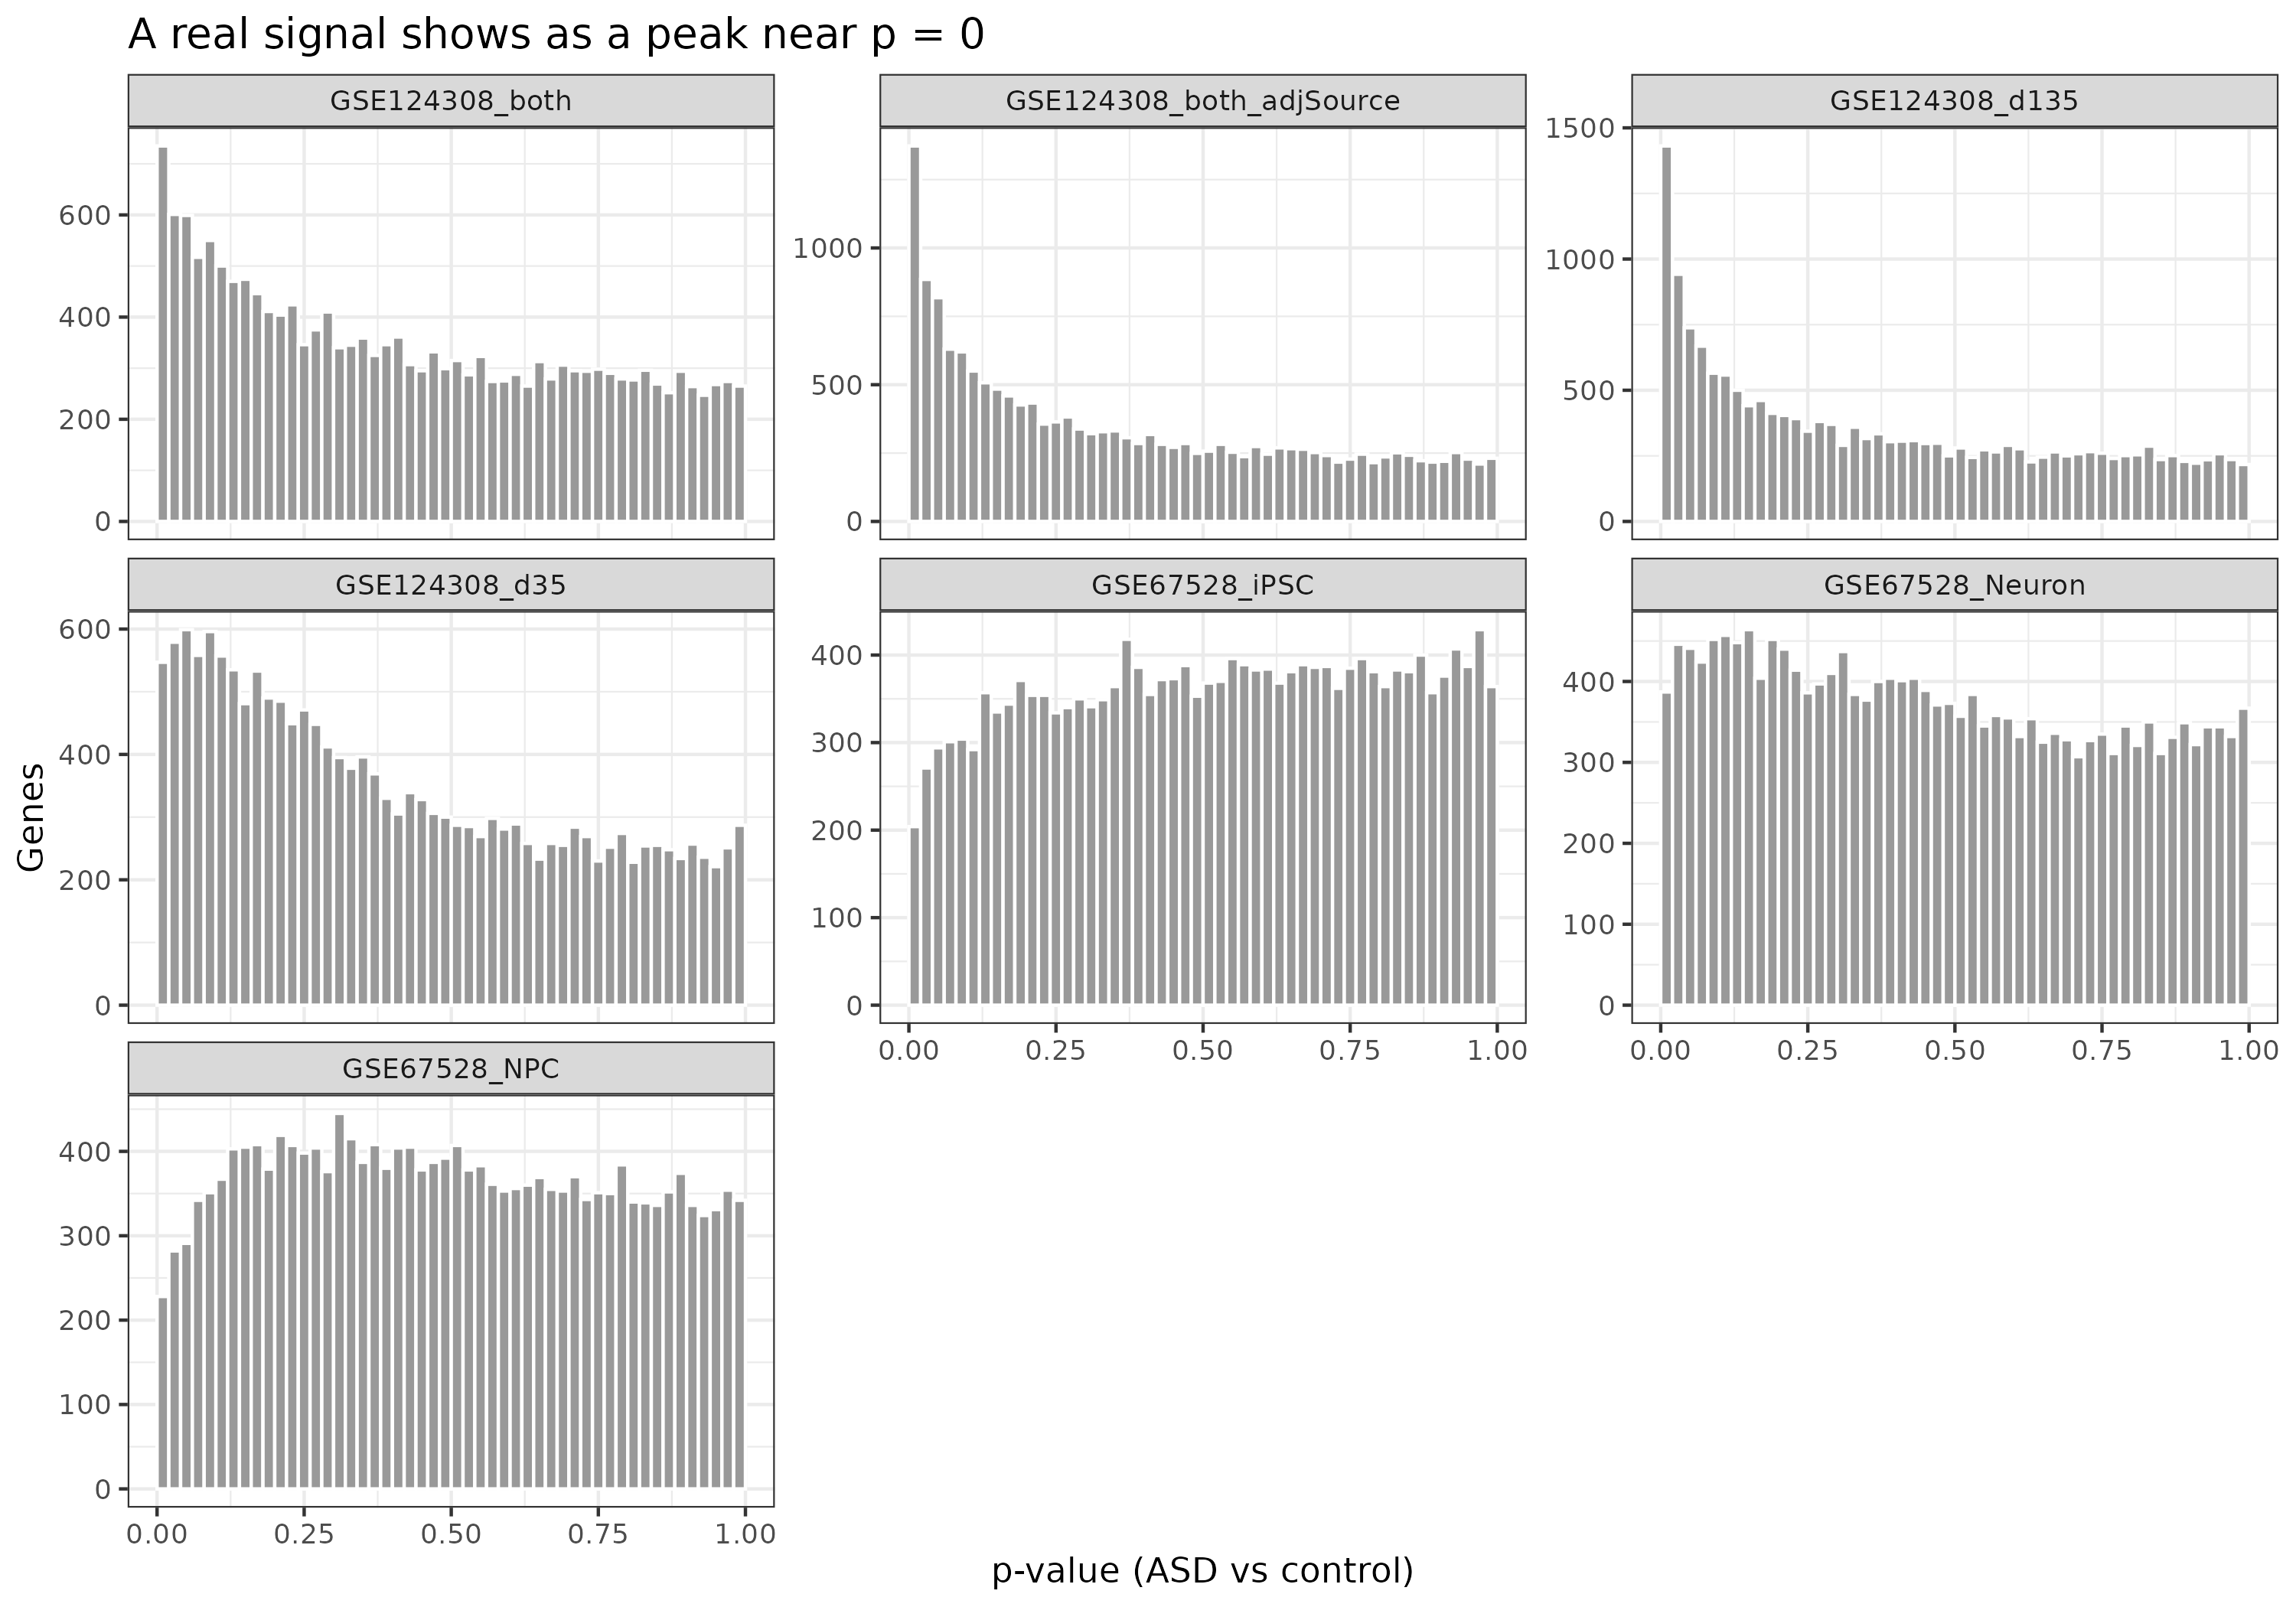 A real signal shows as a peak near p = 0
GSE124308_both
GSE124308_both_adjSource
GSE124308_d135
600
400
200
0
1000
500
0
1500
1000
500
0
GSE124308_d35
GSE67528_iPSC
GSE67528_Neuron
Genes
600
400
200
0
400
300
200
100
0
400
300
200
100
0
0.00 0.25 0.50 0.75 1.00
0.00 0.25 0.50 0.75 1.00
GSE67528_NPC
400
300
200
100
0
0.00 0.25 0.50 0.75 1.00
p-value (ASD vs control)